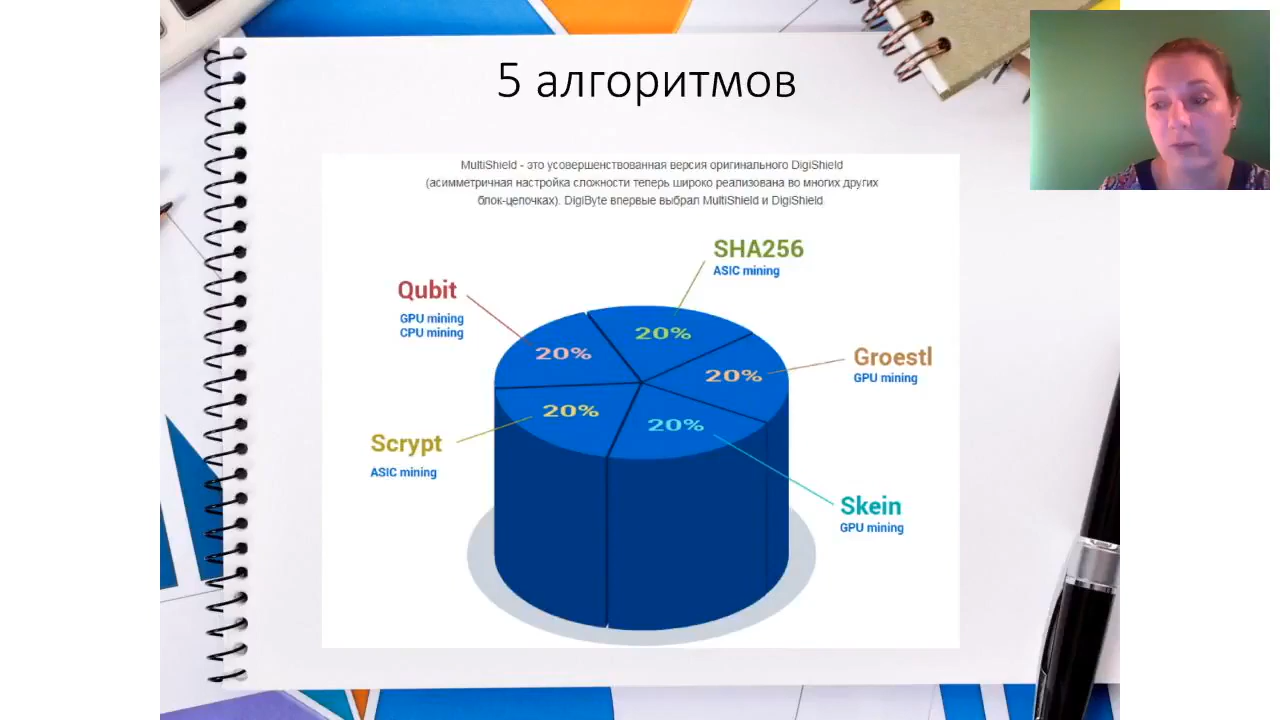 5 алгоритмов
MultiShield - это усовершенствованная версия оригинального DigiShield
(асимметричная настройка сложности теперь широко реализована во многих других
блок-цепочках). DigiByte впервые выбрал MultiShield и DigiShield.
SHA256
ASIC mining
Qubit
GPU mining
CPU mining
20%
20%
Groestl
GPU mining
20%
20%
20%
Scrypt
ASIC mining
Skein
GPU mining